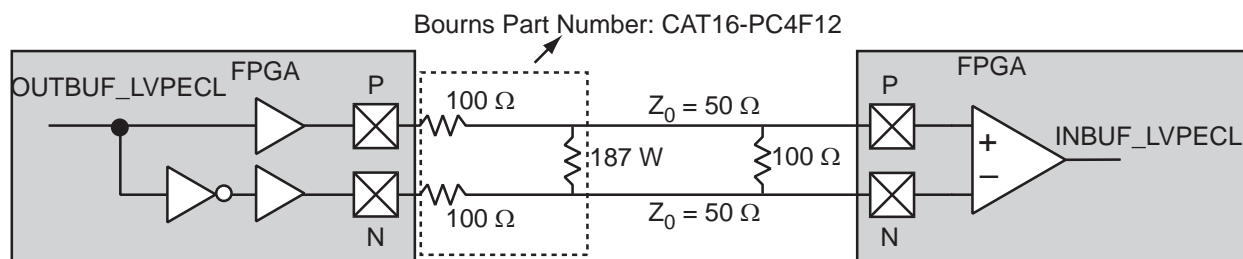 Bourns Part Number: CAT16-PC4F12
OUTBUF_LVPECL
FPGA
P
100 Ω
Z0 = 50 Ω
187 W
100 Ω
100 Ω
N
Z0 = 50 Ω
FPGA
P
+
−
INBUF_LVPECL
N